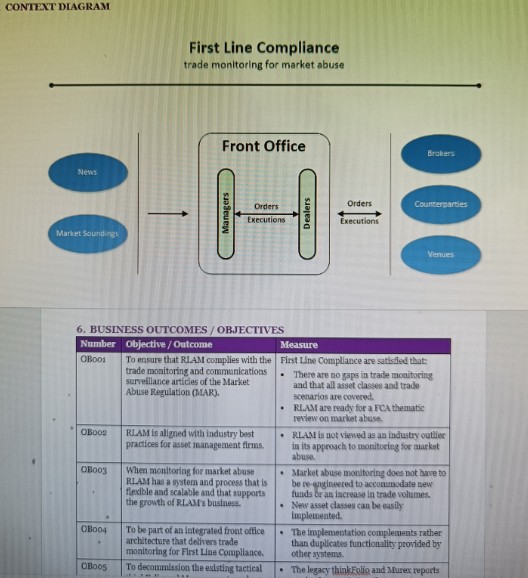 CONTEXT DIAGRAM
First Line Compliance
trade monitoring for market abuse
News
Market Soundings
Front Office
Managers
Orders
Executions
Dealers
Orders
Executions
Brokers
Counterparties
Venues
6. BUSINESS OUTCOMES / OBJECTIVES
Number Objective / Outcome Measure
OB001 To ensure that RLAM complies with the
trade monitoring and communications
surveillance articles of the Market
Abuse Regulation (MAR).
First Line Compliance are satisfied that:
• There are no gaps in trade monitoring
and that all asset classes and trade
scenarios are covered.
• RLAM are ready for a FCA thematic
review on market abuse.
OB002 RLAM is aligned with industry best
practices for asset management firms.
• RLAM is not viewed as an industry outlier
in its approach to monitoring for market
abuse.
OB003 When monitoring for market abuse
RLAM has a system and process that is
flexible and scalable and that supports
the growth of RLAM's business.
• Market abuse monitoring does not have to
be re-engineered to accommodate new
funds or an increase in trade volumes.
• New asset classes can be easily
implemented.
OB004 To be part of an integrated front office
architecture that delivers trade
monitoring for First Line Compliance.
• The implementation complements rather
than duplicates functionality provided by
other systems.
OB005 To decommission the existing tactical
• The legacy thinkFolio and Murex reports